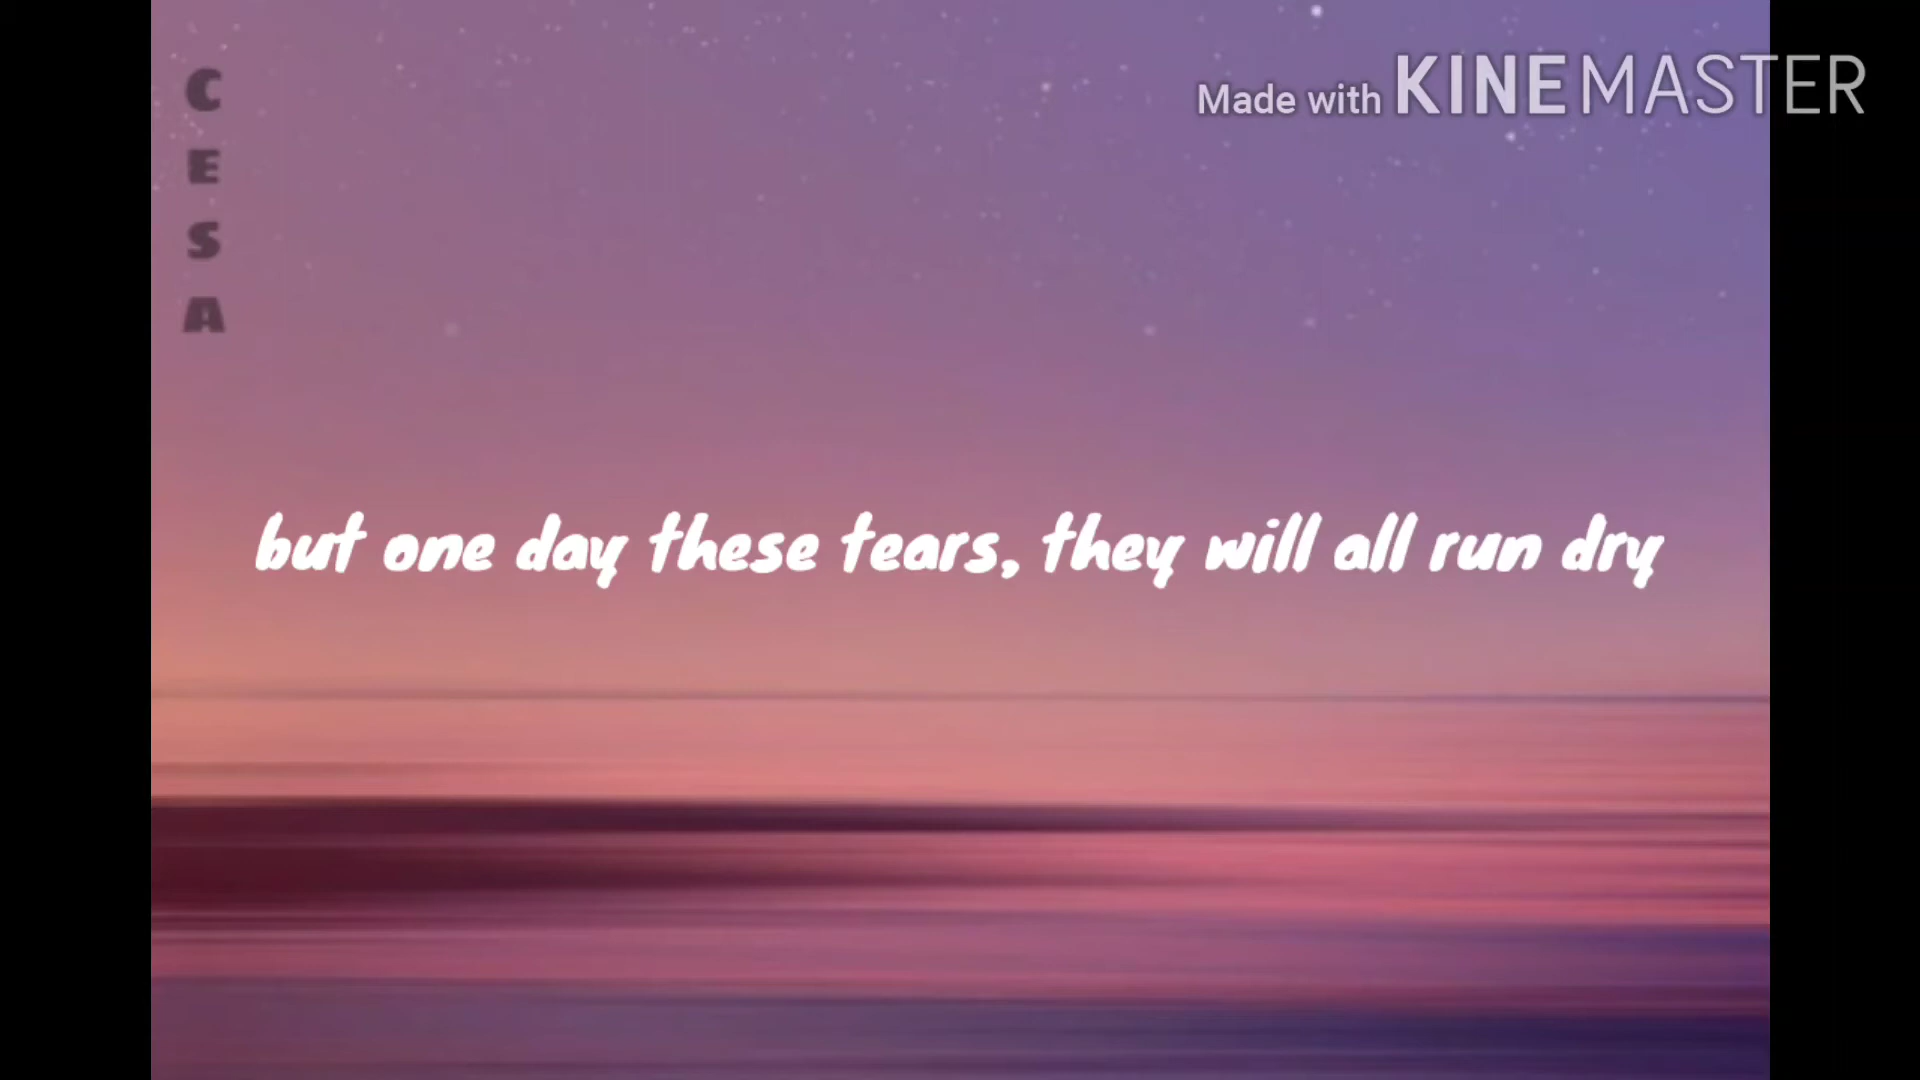 C
E
S
A
Made with KINEMASTER
but one day these tears, they will all run dry